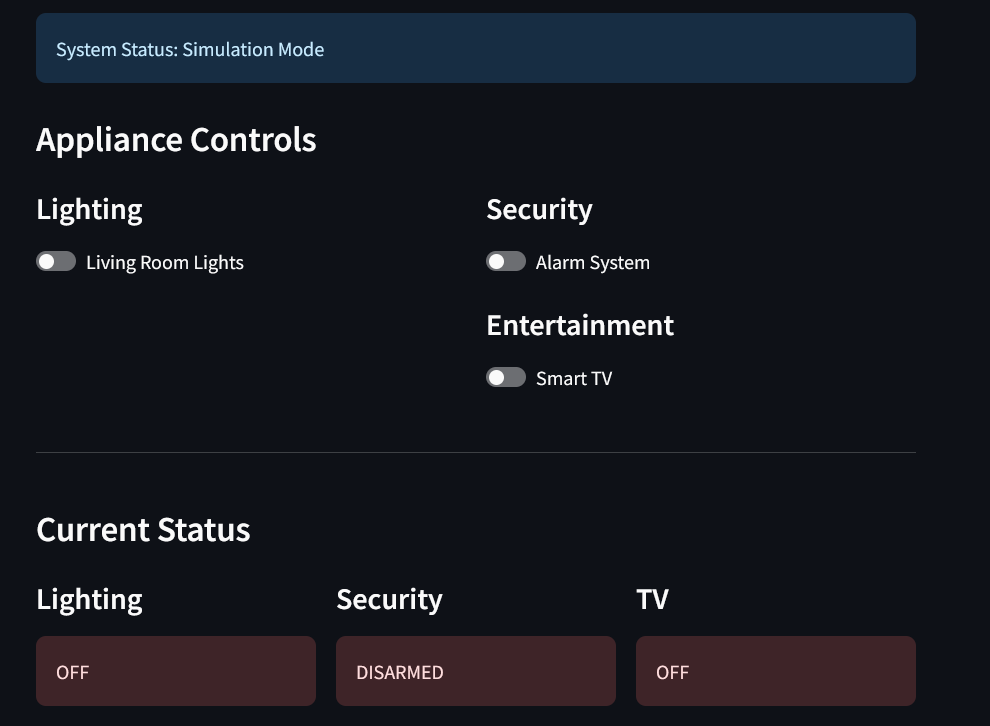 System Status: Simulation Mode
Appliance Controls
Lighting
Living Room Lights
Security
Alarm System
Entertainment
Smart TV
Current Status
Lighting
OFF
Security
DISARMED
TV
OFF